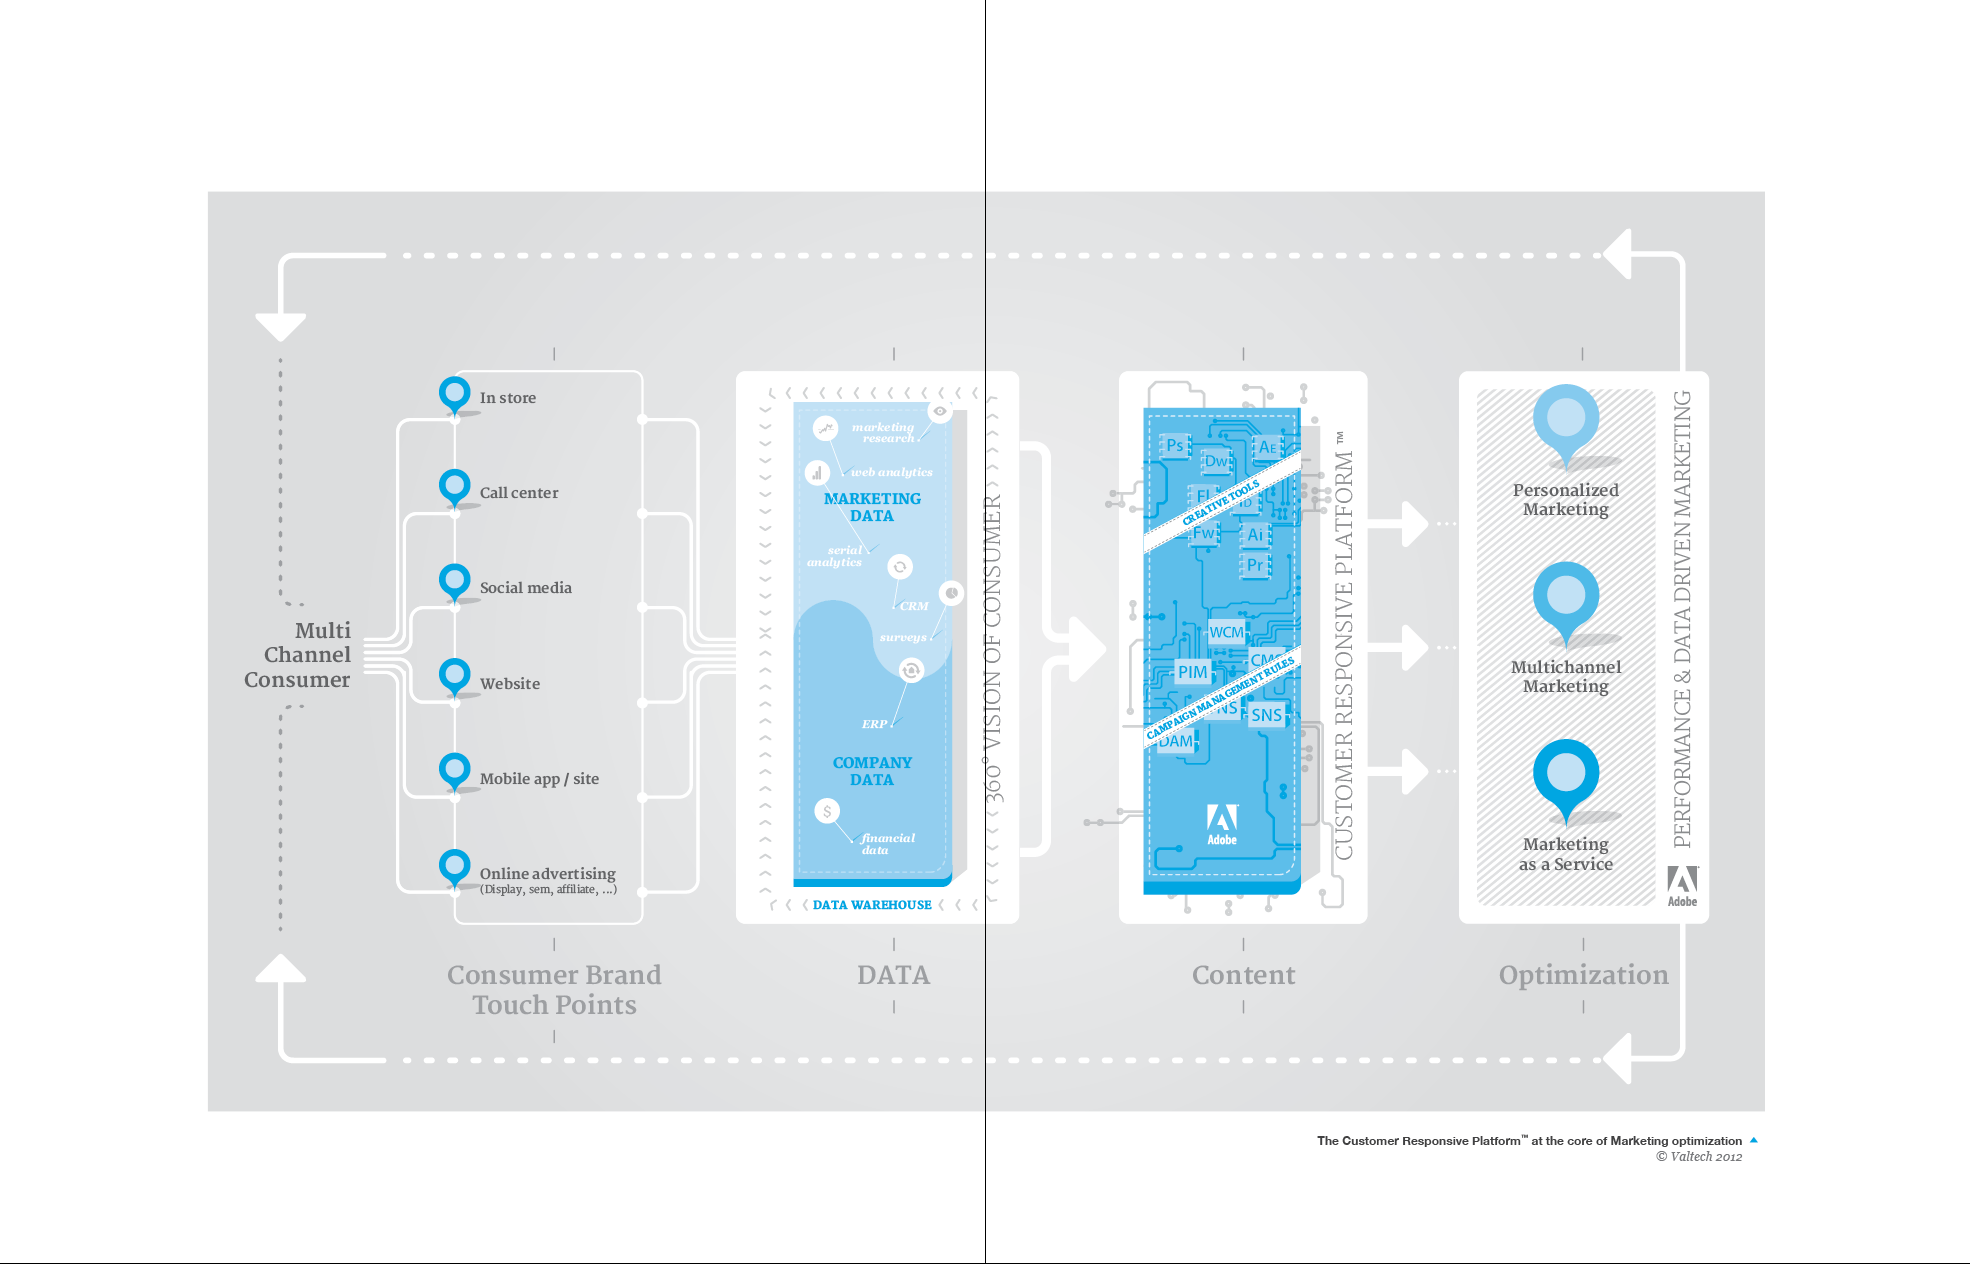 In store
Call center
Social media
Multi
Channel
Consumer
Website
Mobile app / site
Online advertising
(Display, sem, affiliate, ...)
Consumer Brand
Touch Points
marketing
research
web analytics
MARKETING
DATA
serial
analytics
CRM
surveys
ERP
COMPANY
DATA
$
financial
data
DATA WAREHOUSE
360° VISION OF CONSUMER
DATA
Ps
Dw
AE
CREATIVE TOOLS
Fw
Ai
Pr
WCM
PIM
CAMPAIGN MANAGEMENT RULES
SNS
DAM
Adobe
CUSTOMER RESPONSIVE PLATFORM ™
Content
Personalized
Marketing
Multichannel
Marketing
Marketing
as a Service
PERFORMANCE & DATA DRIVEN MARKETING
Adobe
Optimization
The Customer Responsive Platform™ at the core of Marketing optimization
© Valtech 2012